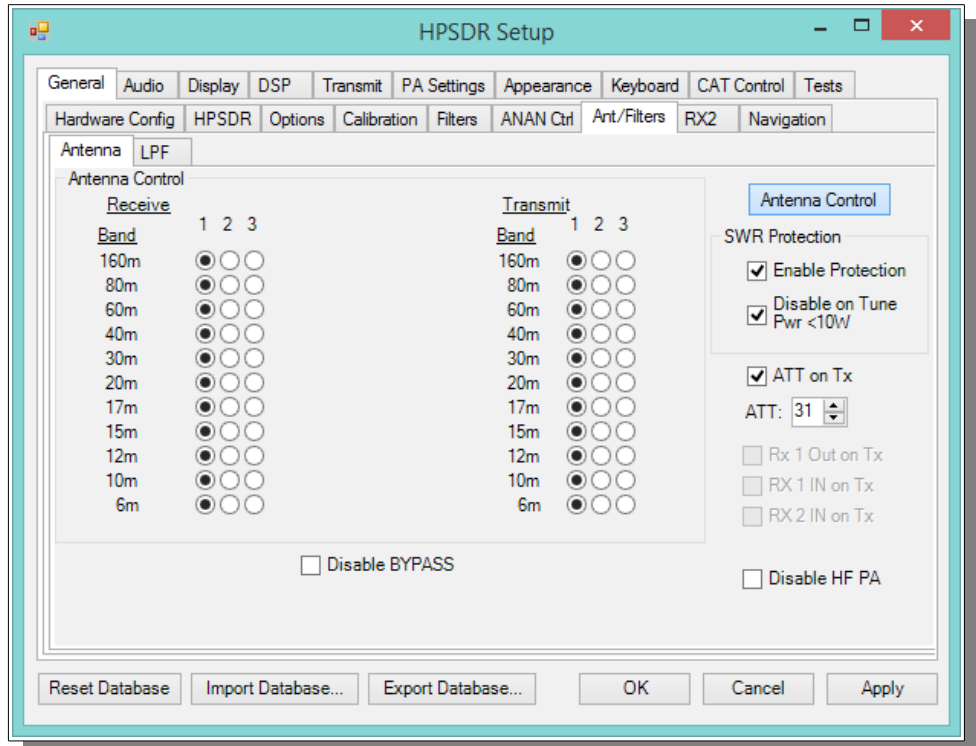 HPSDR Setup
General Audio Display DSP Transmit PA Settings Appearance Keyboard CAT Control Tests
Hardware Config HPSDR Options Calibration Filters ANAN Ctrl Ant/Filters RX2 Navigation
Antenna LPF
Antenna Control
Receive
Band 1 2 3
160m
80m
60m
40m
30m
20m
17m
15m
12m
10m
6m
Transmit
Band 1 2 3
160m
80m
60m
40m
30m
20m
17m
15m
12m
10m
6m
Disable BYPASS
Antenna Control
SWR Protection
Enable Protection
Disable on Tune
Pwr <10W
ATT on Tx
ATT: 31
Rx 1 Out on Tx
RX 1 IN on Tx
RX 2 IN on Tx
Disable HF PA
Reset Database Import Database... Export Database... OK Cancel Apply